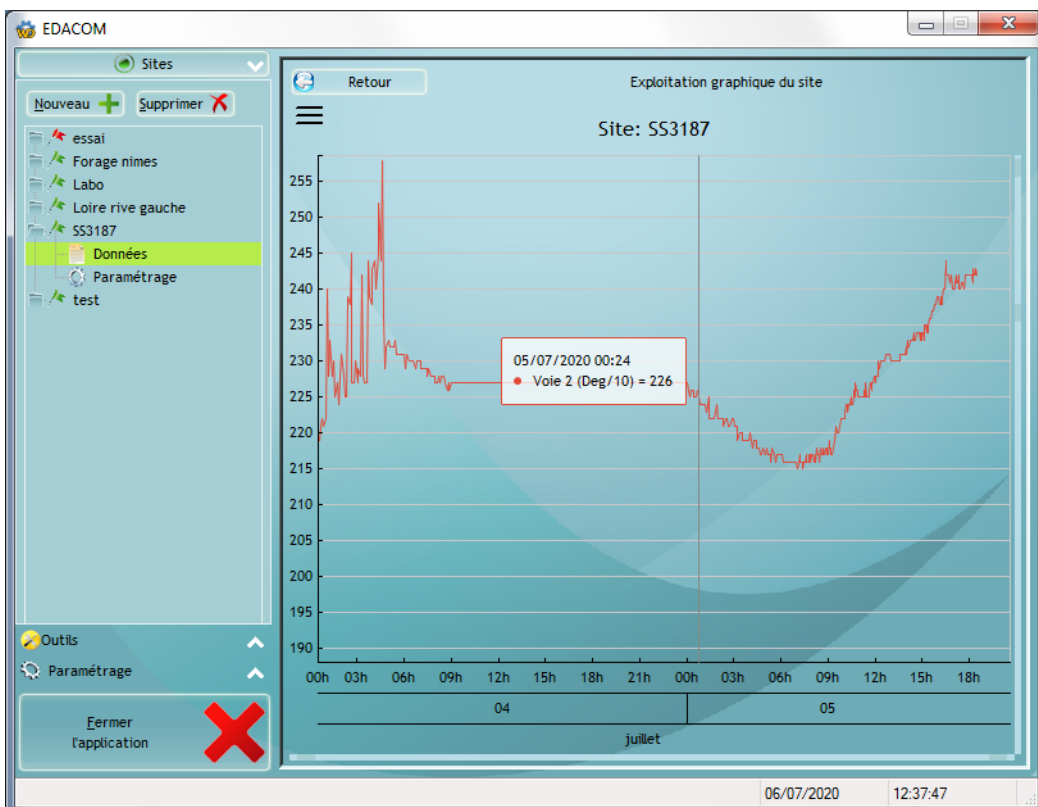 EDACOM
Sites
Nouveau
Supprimer
essai
Forage nimes
Labo
Loire rive gauche
SS3187
Données
Paramétrage
test
Outils
Paramétrage
Fermer
l'application
Retour
Exploitation graphique du site
Site: SS3187
255
250
245
240
235
230
225
220
215
210
205
200
195
190
05/07/2020 00:24
Voie 2 (Deg/10) = 226
00h 03h 06h 09h 12h 15h 18h 21h 00h 03h 06h 09h 12h 15h 18h
04 05
juillet
06/07/2020 12:37:47